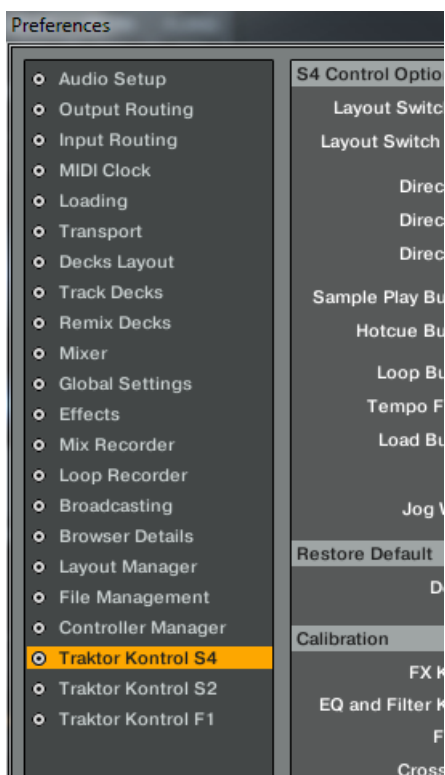 Preferences
Audio Setup
Output Routing
Input Routing
MIDI Clock
Loading
Transport
Decks Layout
Track Decks
Remix Decks
Mixer
Global Settings
Effects
Mix Recorder
Loop Recorder
Broadcasting
Browser Details
Layout Manager
File Management
Controller Manager
Traktor Kontrol S4
Traktor Kontrol S2
Traktor Kontrol F1
S4 Control Optio
Layout Switc
Layout Switch
Direc
Direc
Direc
Sample Play Bu
Hotcue Bu
Loop Bu
Tempo F
Load Bu
Jog
Restore Default
D
Calibration
FX K
EQ and Filter K
F
Cross